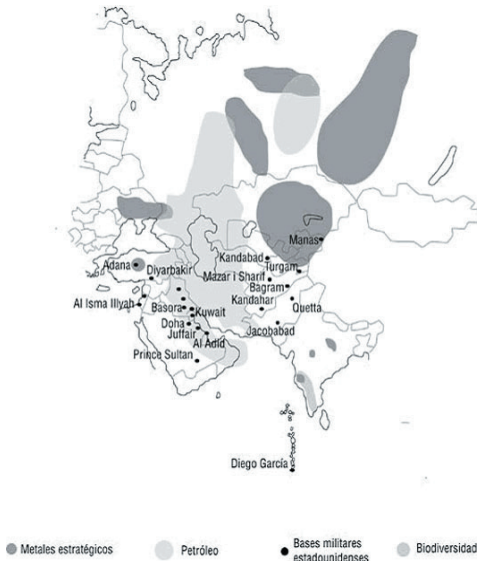 Manas
Kandabad
Adana
Diyarbakir
Turgam
Mazar i Sharif
Bagram
Al Isma Illyah
Basora
Kuwait
Kandahar
Quetta
Doha
Juffair
Jacobabad
Al Adid
Prince Sultan
Diego García
Metales estratégicos
Petróleo
Bases militares
estadounidenses
Biodiversidad